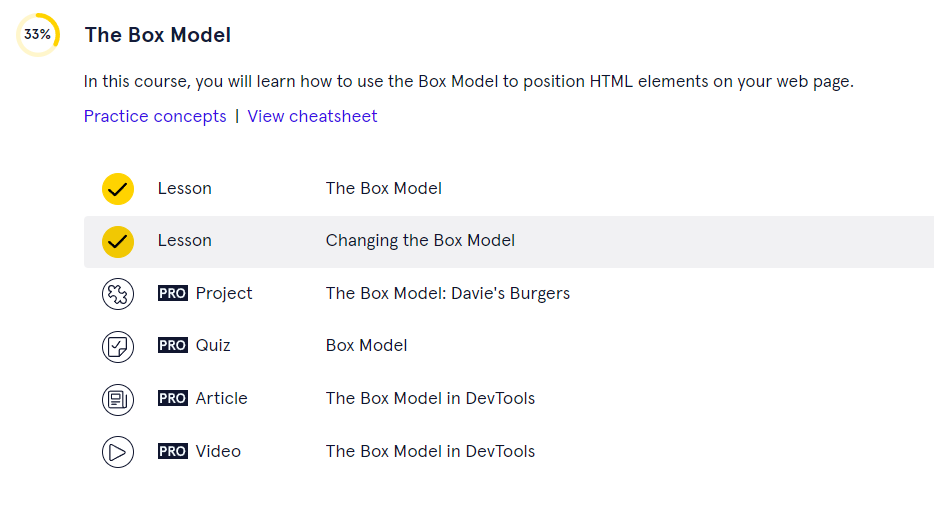 33% The Box Model
In this course, you will learn how to use the Box Model to position HTML elements on your web page.
Practice concepts | View cheatsheet
Lesson The Box Model
Lesson Changing the Box Model
PRO Project The Box Model: Davie's Burgers
PRO Quiz Box Model
PRO Article The Box Model in DevTools
PRO Video The Box Model in DevTools